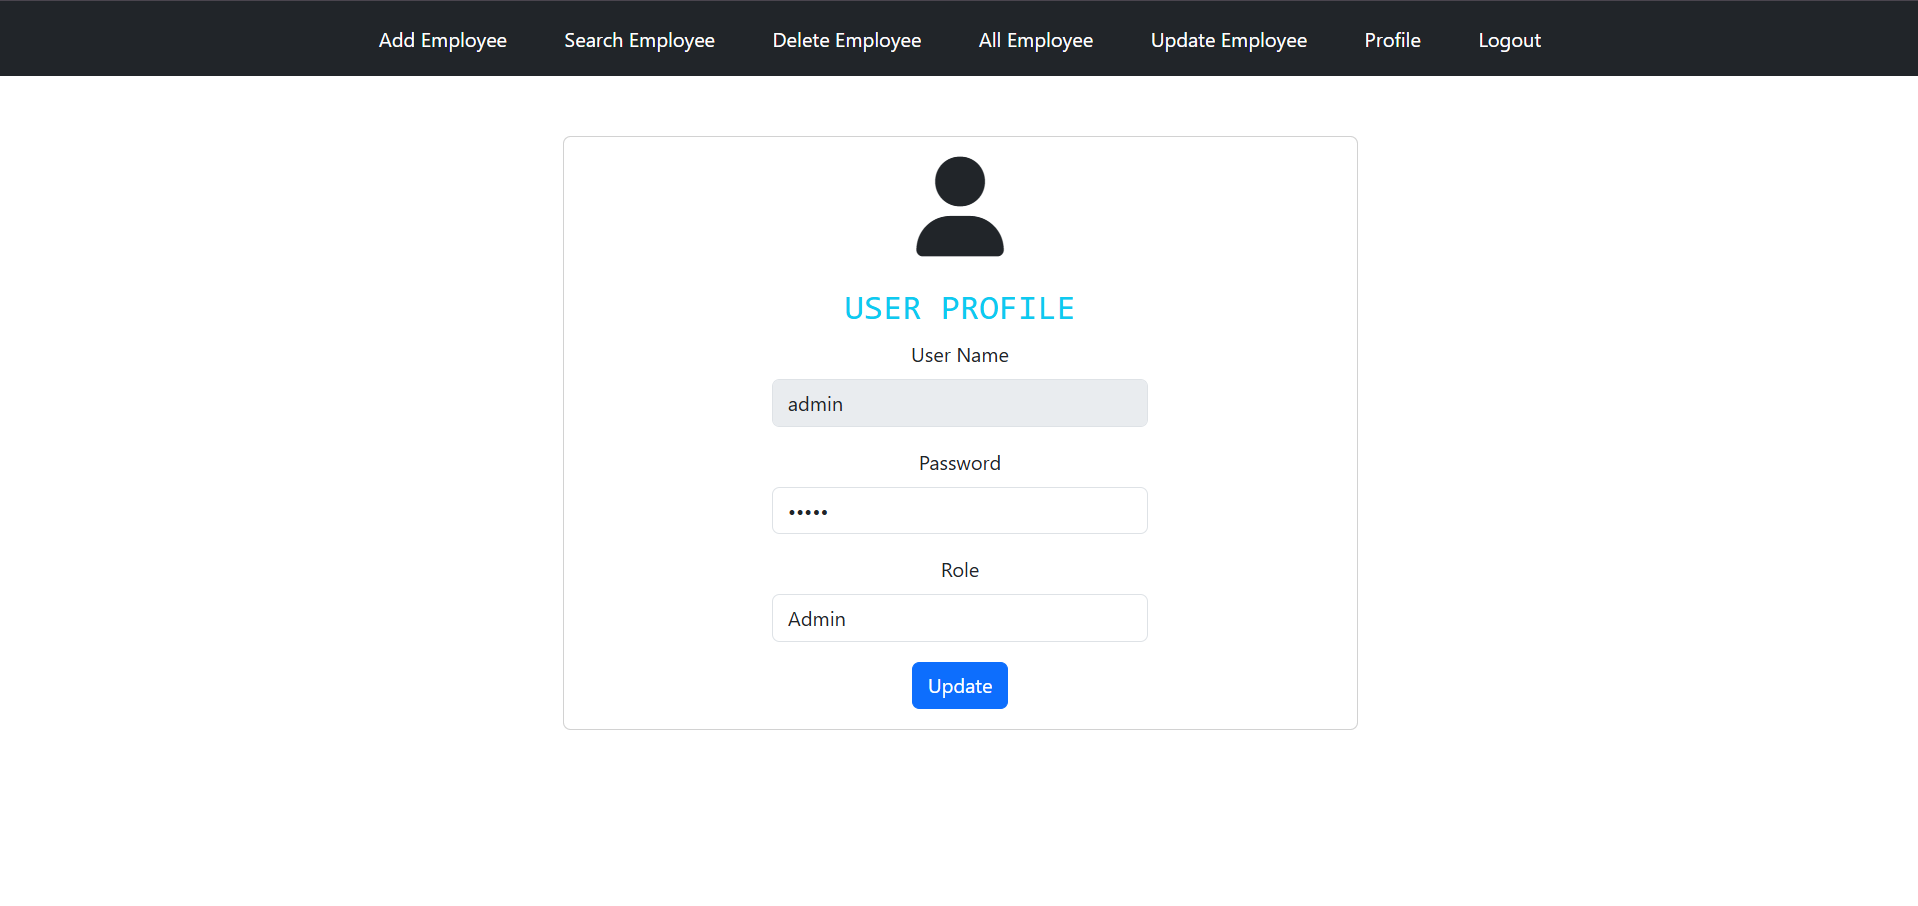 Add Employee Search Employee Delete Employee All Employee Update Employee Profile Logout
USER PROFILE
User Name
admin
Password
•••••
Role
Admin
Update